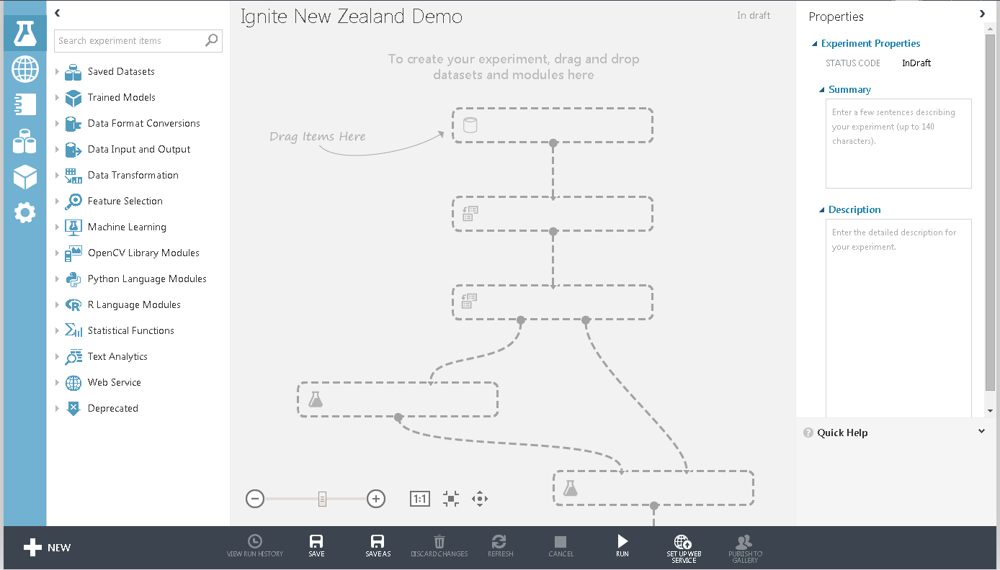 Ignite New Zealand Demo
In draft
Search experiment items
Saved Datasets
Trained Models
Data Format Conversions
Data Input and Output
Data Transformation
Feature Selection
Machine Learning
OpenCV Library Modules
Python Language Modules
R Language Modules
Statistical Functions
Text Analytics
Web Service
Deprecated
To create your experiment, drag and drop
datasets and modules here
Drag Items Here
1:1
Properties
Experiment Properties
STATUS CODE InDraft
Summary
Enter a few sentences describing
your experiment (up to 140
characters).
Description
Enter the detailed description for
your experiment.
? Quick Help
NEW
VIEW RUN HISTORY
SAVE
SAVE AS
DISCARD CHANGES
REFRESH
CANCEL
RUN
SET UP WEB
SERVICE
PUBLISH TO
GALLERY